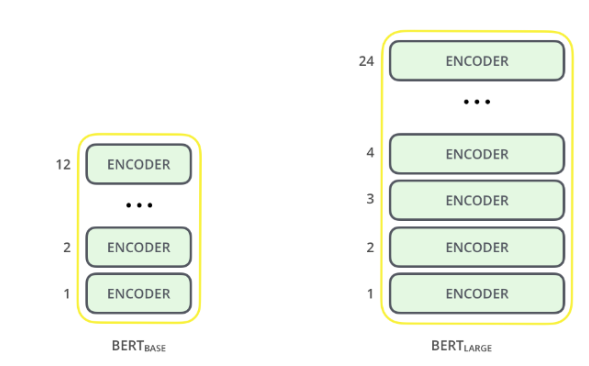 12 ENCODER
...
2 ENCODER
1 ENCODER
BERTBASE
24 ENCODER
...
4 ENCODER
3 ENCODER
2 ENCODER
1 ENCODER
BERTLARGE